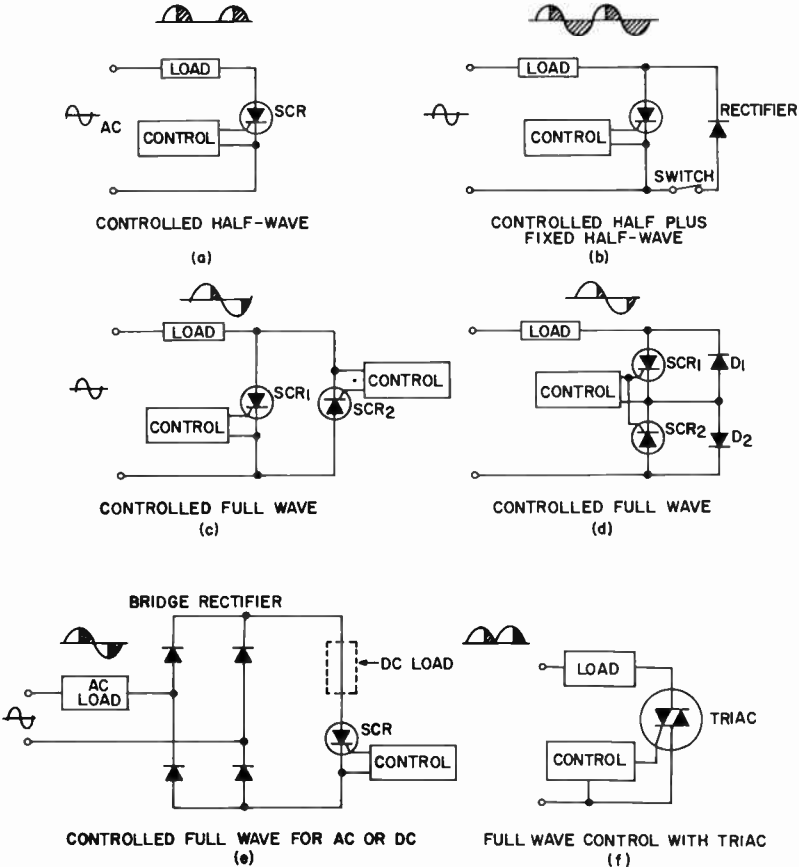 LOAD
SCR
AC
CONTROL
CONTROLLED HALF-WAVE
(a)
LOAD
RECTIFIER
CONTROL
SWITCH
CONTROLLED HALF PLUS
FIXED HALF-WAVE
(b)
LOAD
CONTROL
SCR1
SCR2
CONTROL
CONTROLLED FULL WAVE
(c)
LOAD
SCR1
D1
CONTROL
SCR2
D2
CONTROLLED FULL WAVE
(d)
BRIDGE RECTIFIER
DC LOAD
AC
LOAD
SCR
CONTROL
CONTROLLED FULL WAVE FOR AC OR DC
(e)
LOAD
TRIAC
CONTROL
FULL WAVE CONTROL WITH TRIAC
(f)